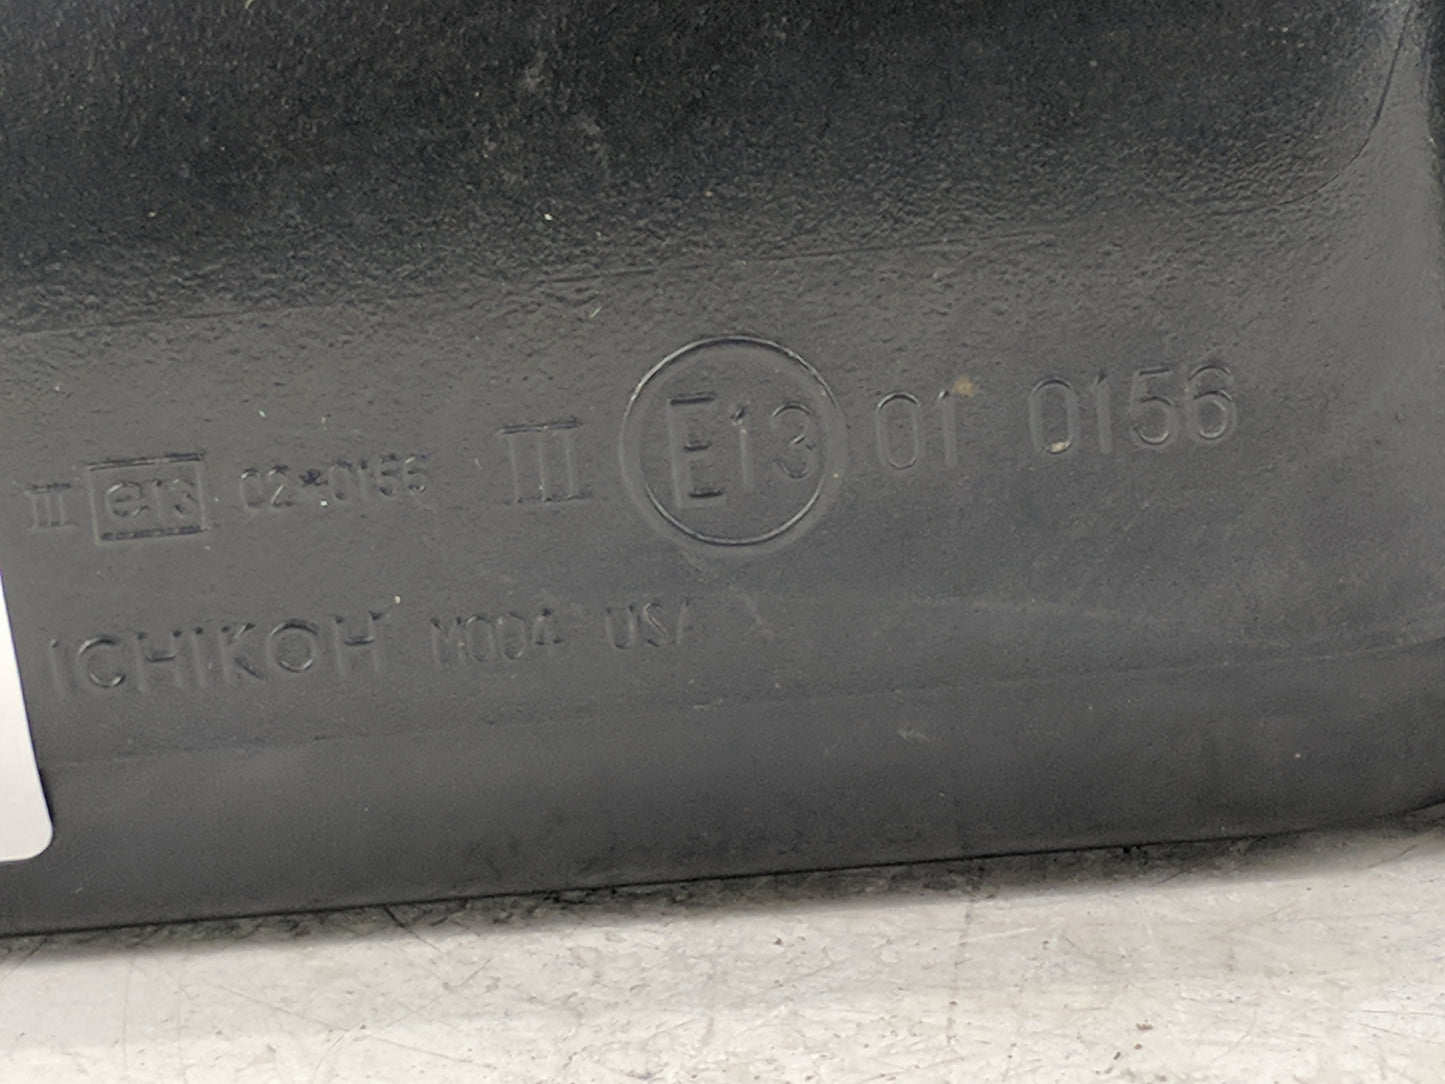 III e13 02*0156 III E13 01 0156
ICHIKOH M004 USA